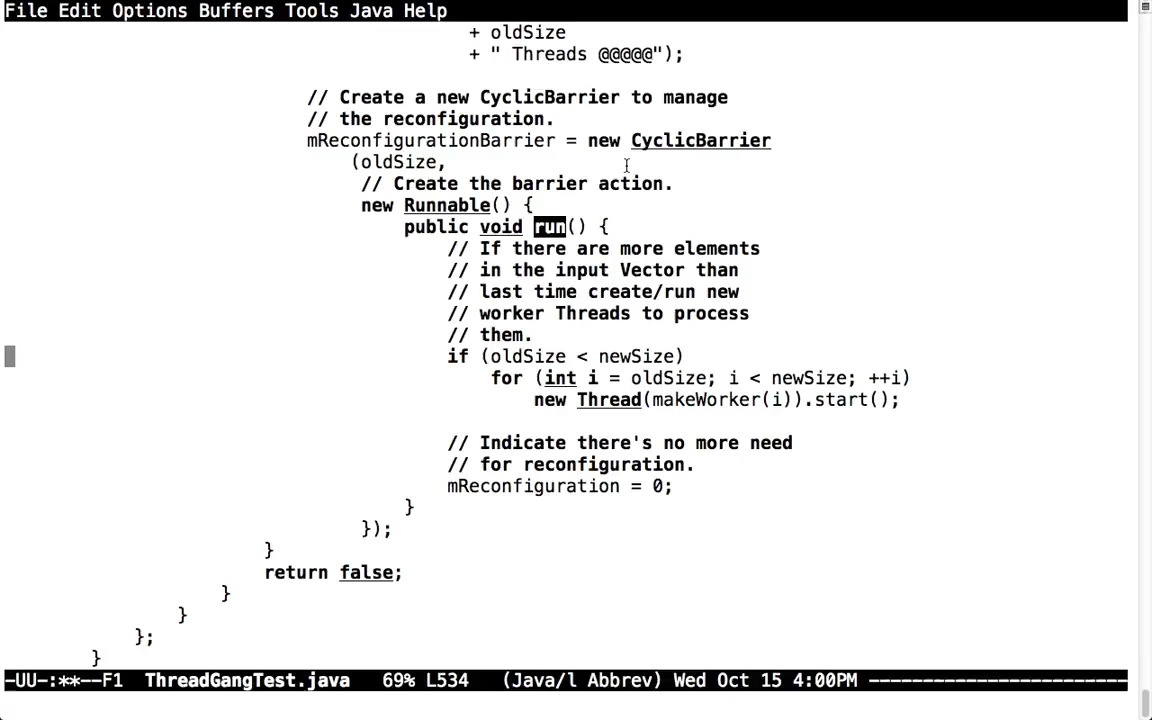 File Edit Options Buffers Tools Java Help
+ oldSize
+ " Threads @@@@@");
// Create a new CyclicBarrier to manage
// the reconfiguration.
mReconfigurationBarrier = new CyclicBarrier
(oldSize,
// Create the barrier action.
new Runnable() {
public void run() {
// If there are more elements
// in the input Vector than
// last time create/run new
// worker Threads to process
// them.
if (oldSize < newSize)
for (int i = oldSize; i < newSize; ++i)
new Thread(makeWorker(i)).start();
// Indicate there's no more need
// for reconfiguration.
mReconfiguration = 0;
}
});
}
return false;
}
}
};
}
-UU-:**--F1 ThreadGangTest.java 69% L534 (Java/l Abbrev) Wed Oct 15 4:00PM ------------------------